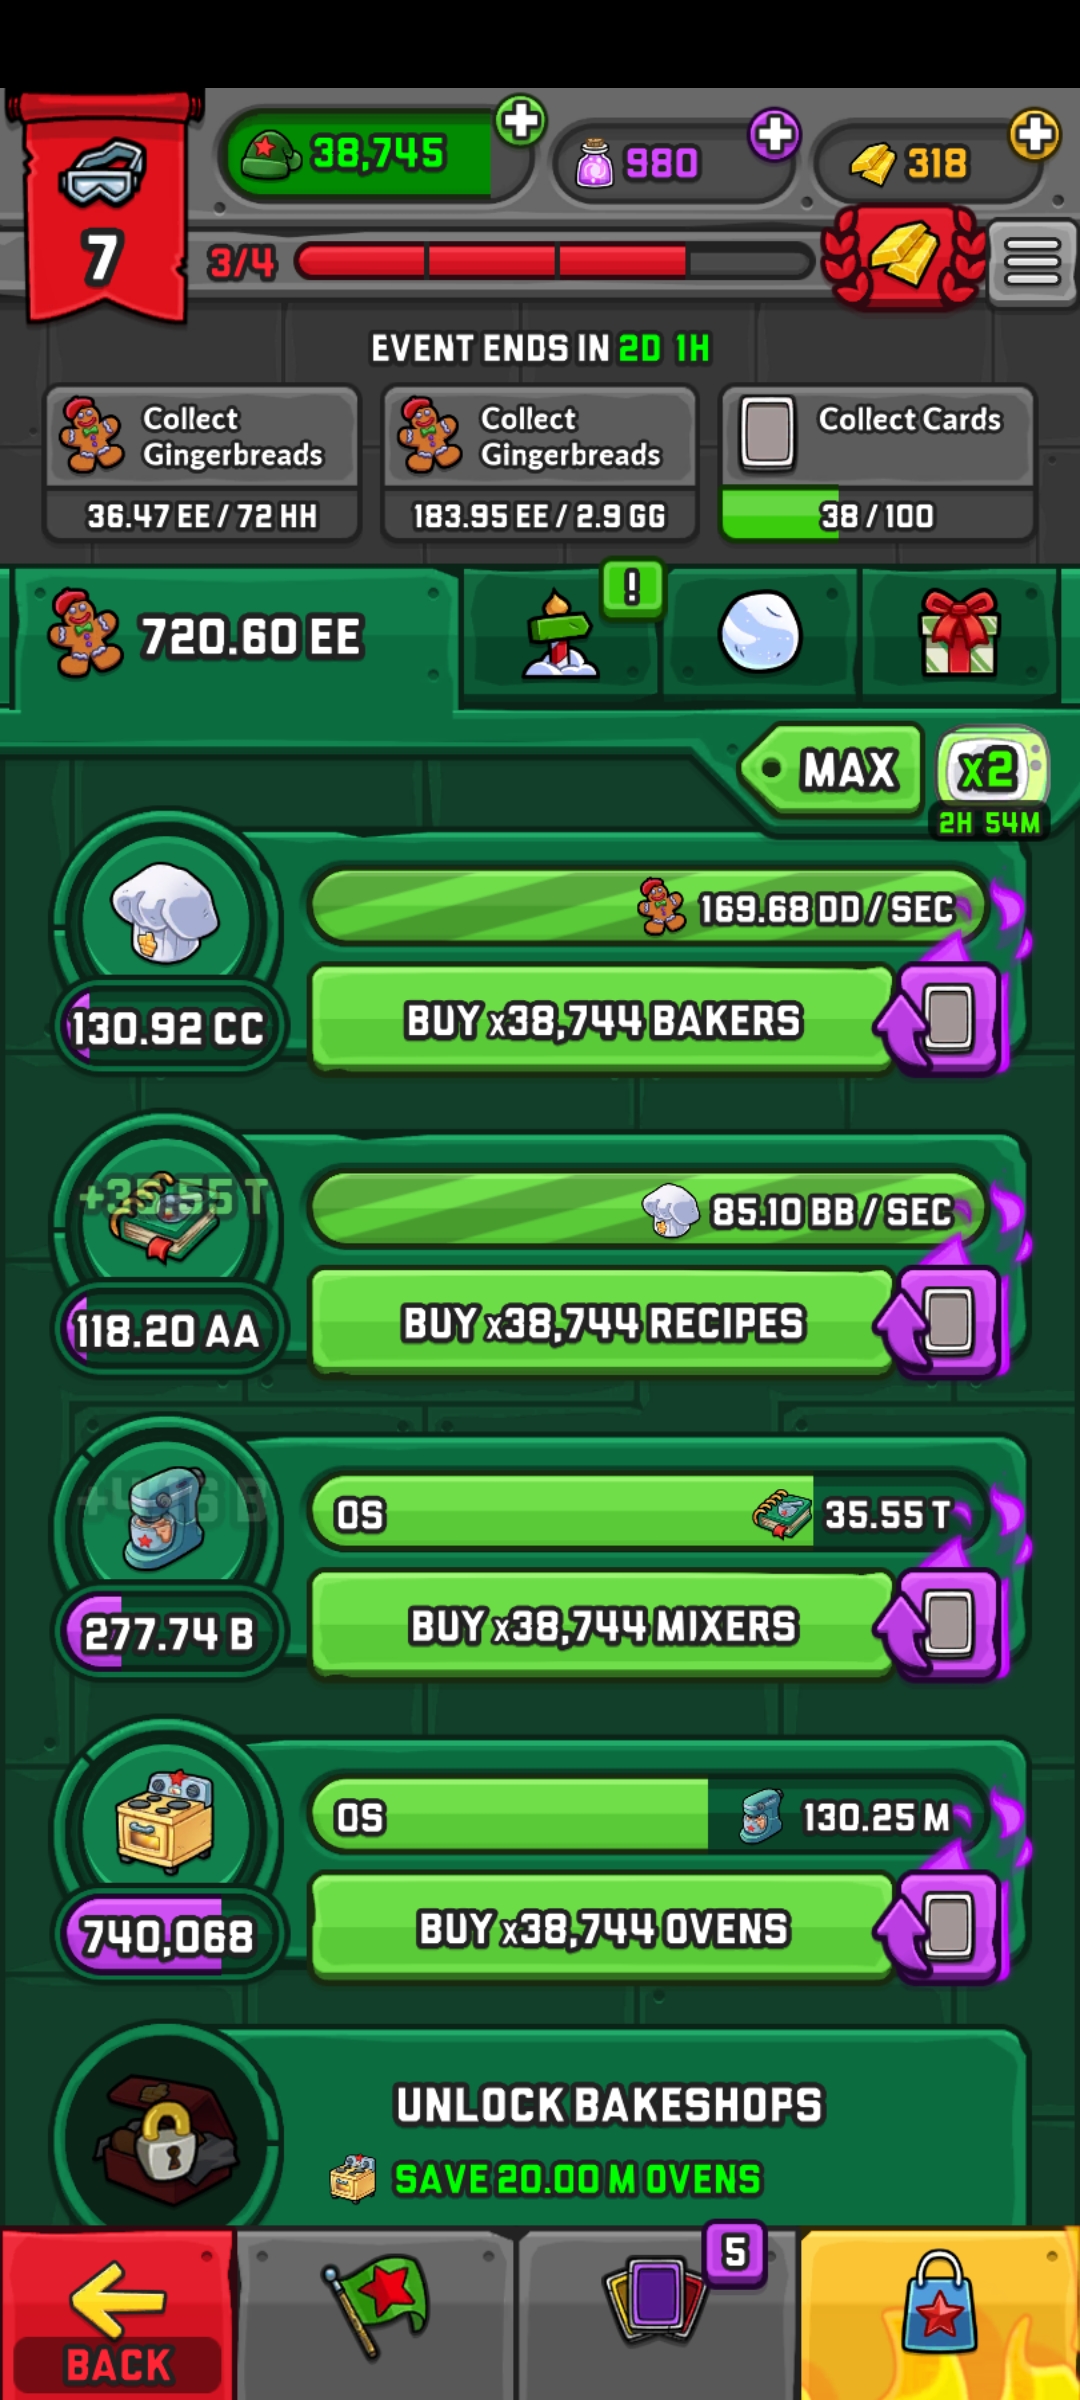 38,745
980
318
7
3/4
EVENT ENDS IN 2D 1H
Collect
Gingerbreads
36.47 EE / 72 HH
Collect
Gingerbreads
183.95 EE / 2.9 GG
Collect Cards
38 / 100
720.60 EE
!
MAX
x2
2H 54M
169.68 DD / SEC
130.92 CC
BUY x38,744 BAKERS
+35.55 T
85.10 BB / SEC
118.20 AA
BUY x38,744 RECIPES
0S
35.55 T
277.74 B
BUY x38,744 MIXERS
0S
130.25 M
740,068
BUY x38,744 OVENS
UNLOCK BAKESHOPS
SAVE 20.00 M OVENS
5
BACK